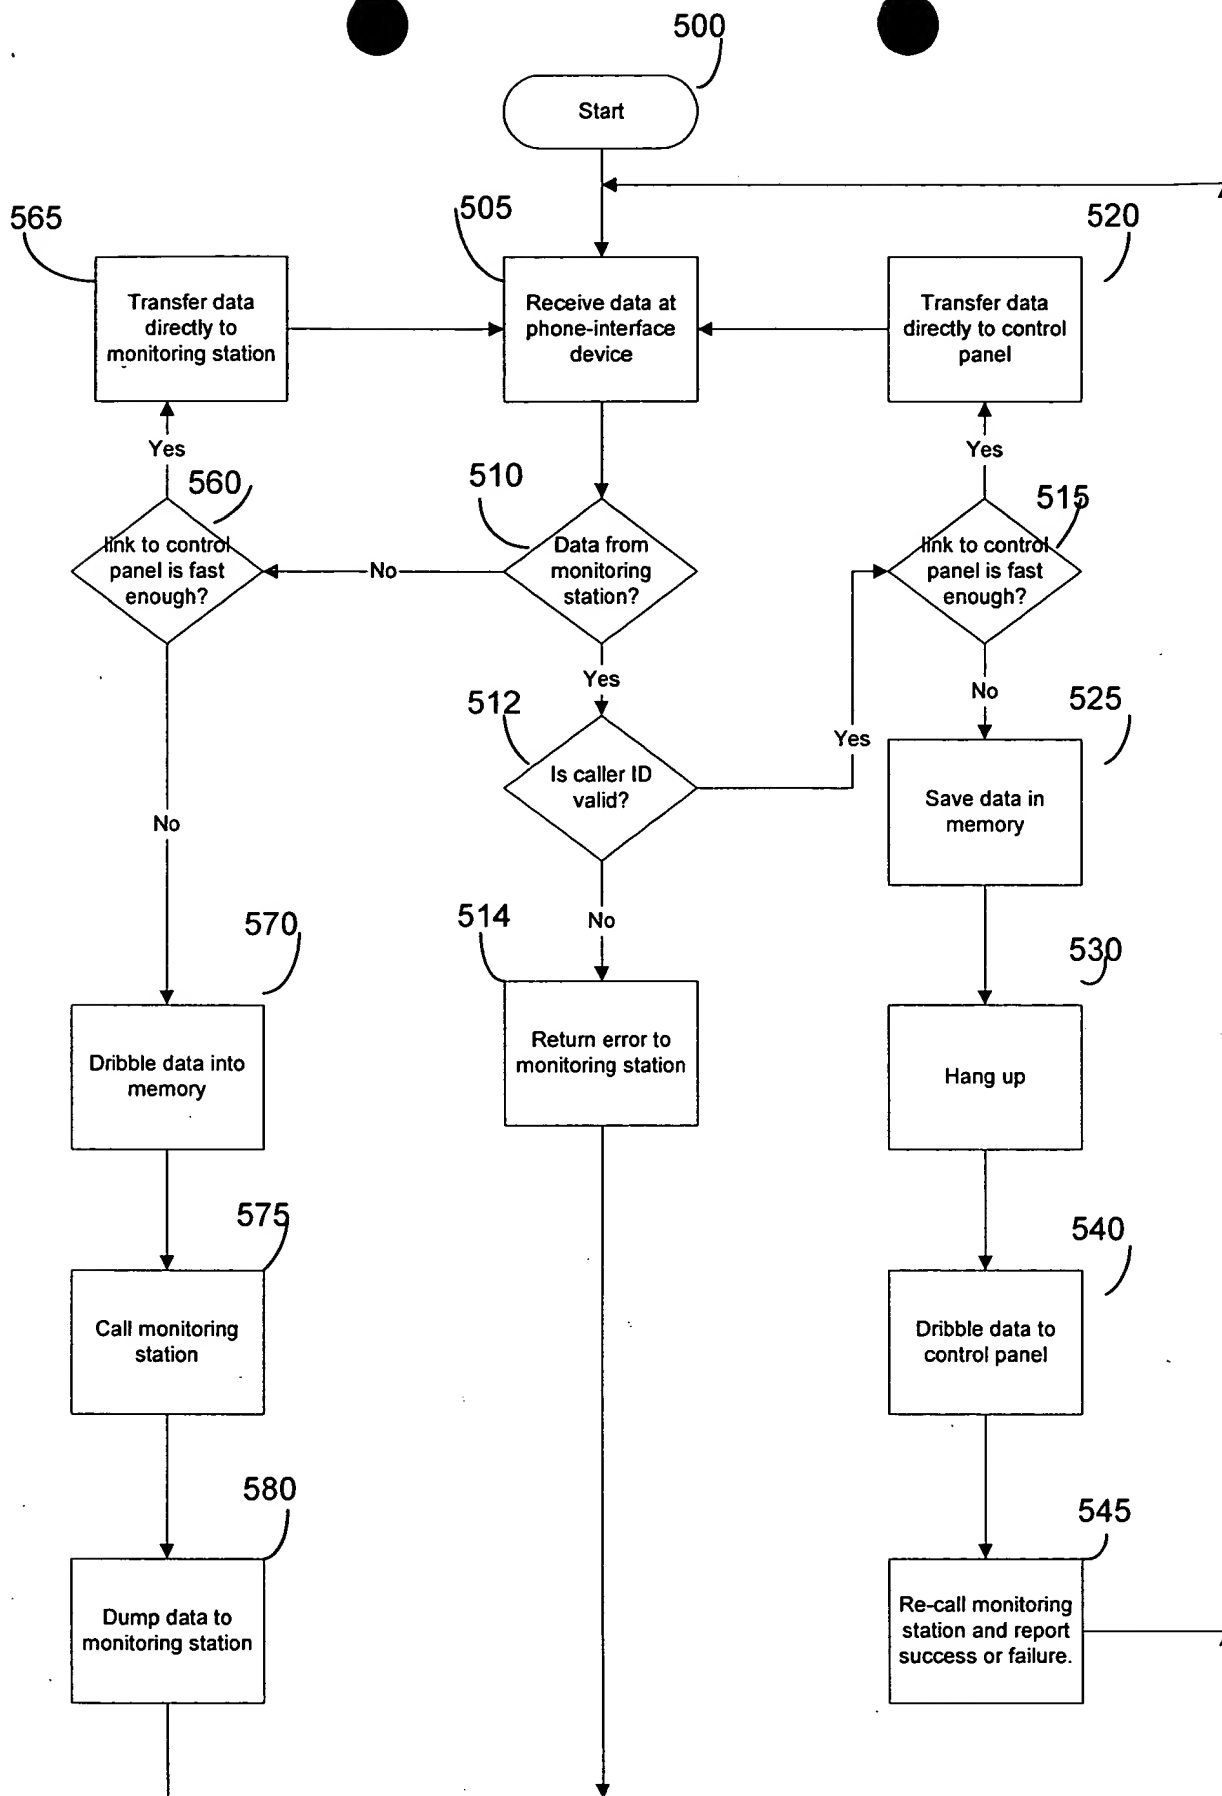 500
Start
565
505
520
Transfer data
directly to
monitoring station
Receive data at
phone-interface
device
Transfer data
directly to control
panel
Yes
Yes
560
510
515
link to control
panel is fast
enough?
No
Data from
monitoring
station?
link to control
panel is fast
enough?
Yes
No
512
525
Yes
Is caller ID
valid?
Save data in
memory
No
570
514
No
530
Dribble data into
memory
Return error to
monitoring station
Hang up
575
540
Call monitoring
station
Dribble data to
control panel
580
545
Dump data to
monitoring station
Re-call monitoring
station and report
success or failure.